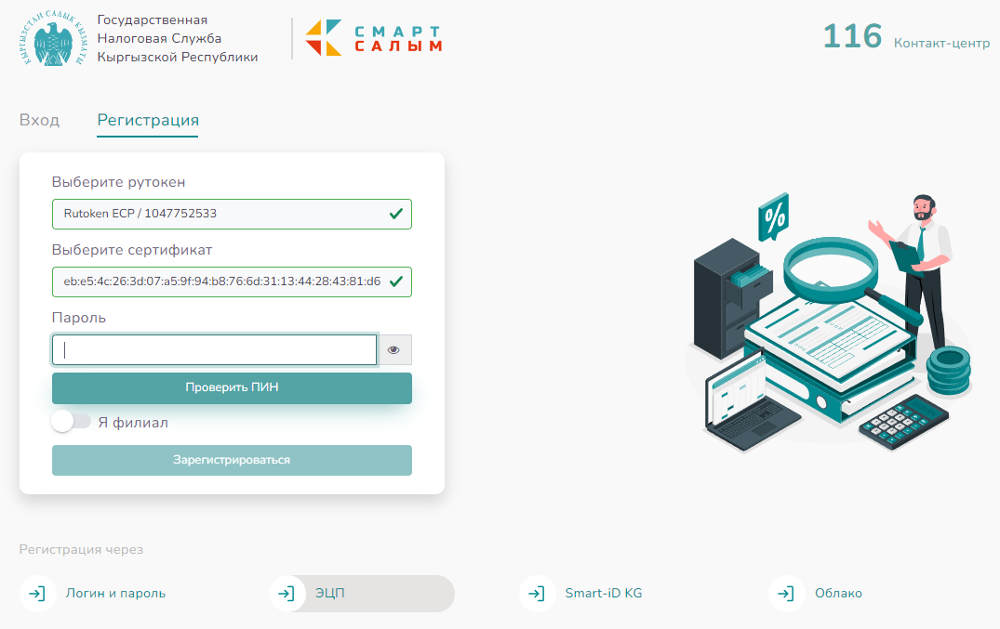 КЫРГЫЗСТАН САЛЫК КЫЗМАТЫ
Государственная
Налоговая Служба
Кыргызской Республики
СМАРТ
САЛЫМ
116 Контакт-центр
Вход Регистрация
Выберите рутокен
Rutoken ECP / 1047752533
Выберите сертификат
eb:e5:4c:26:3d:07:a5:9f:94:b8:76:6d:31:13:44:28:43:81:d6
Пароль
Проверить ПИН
Я филиал
Зарегистрироваться
%
Регистрация через
Логин и пароль ЭЦП Smart-iD KG Облако